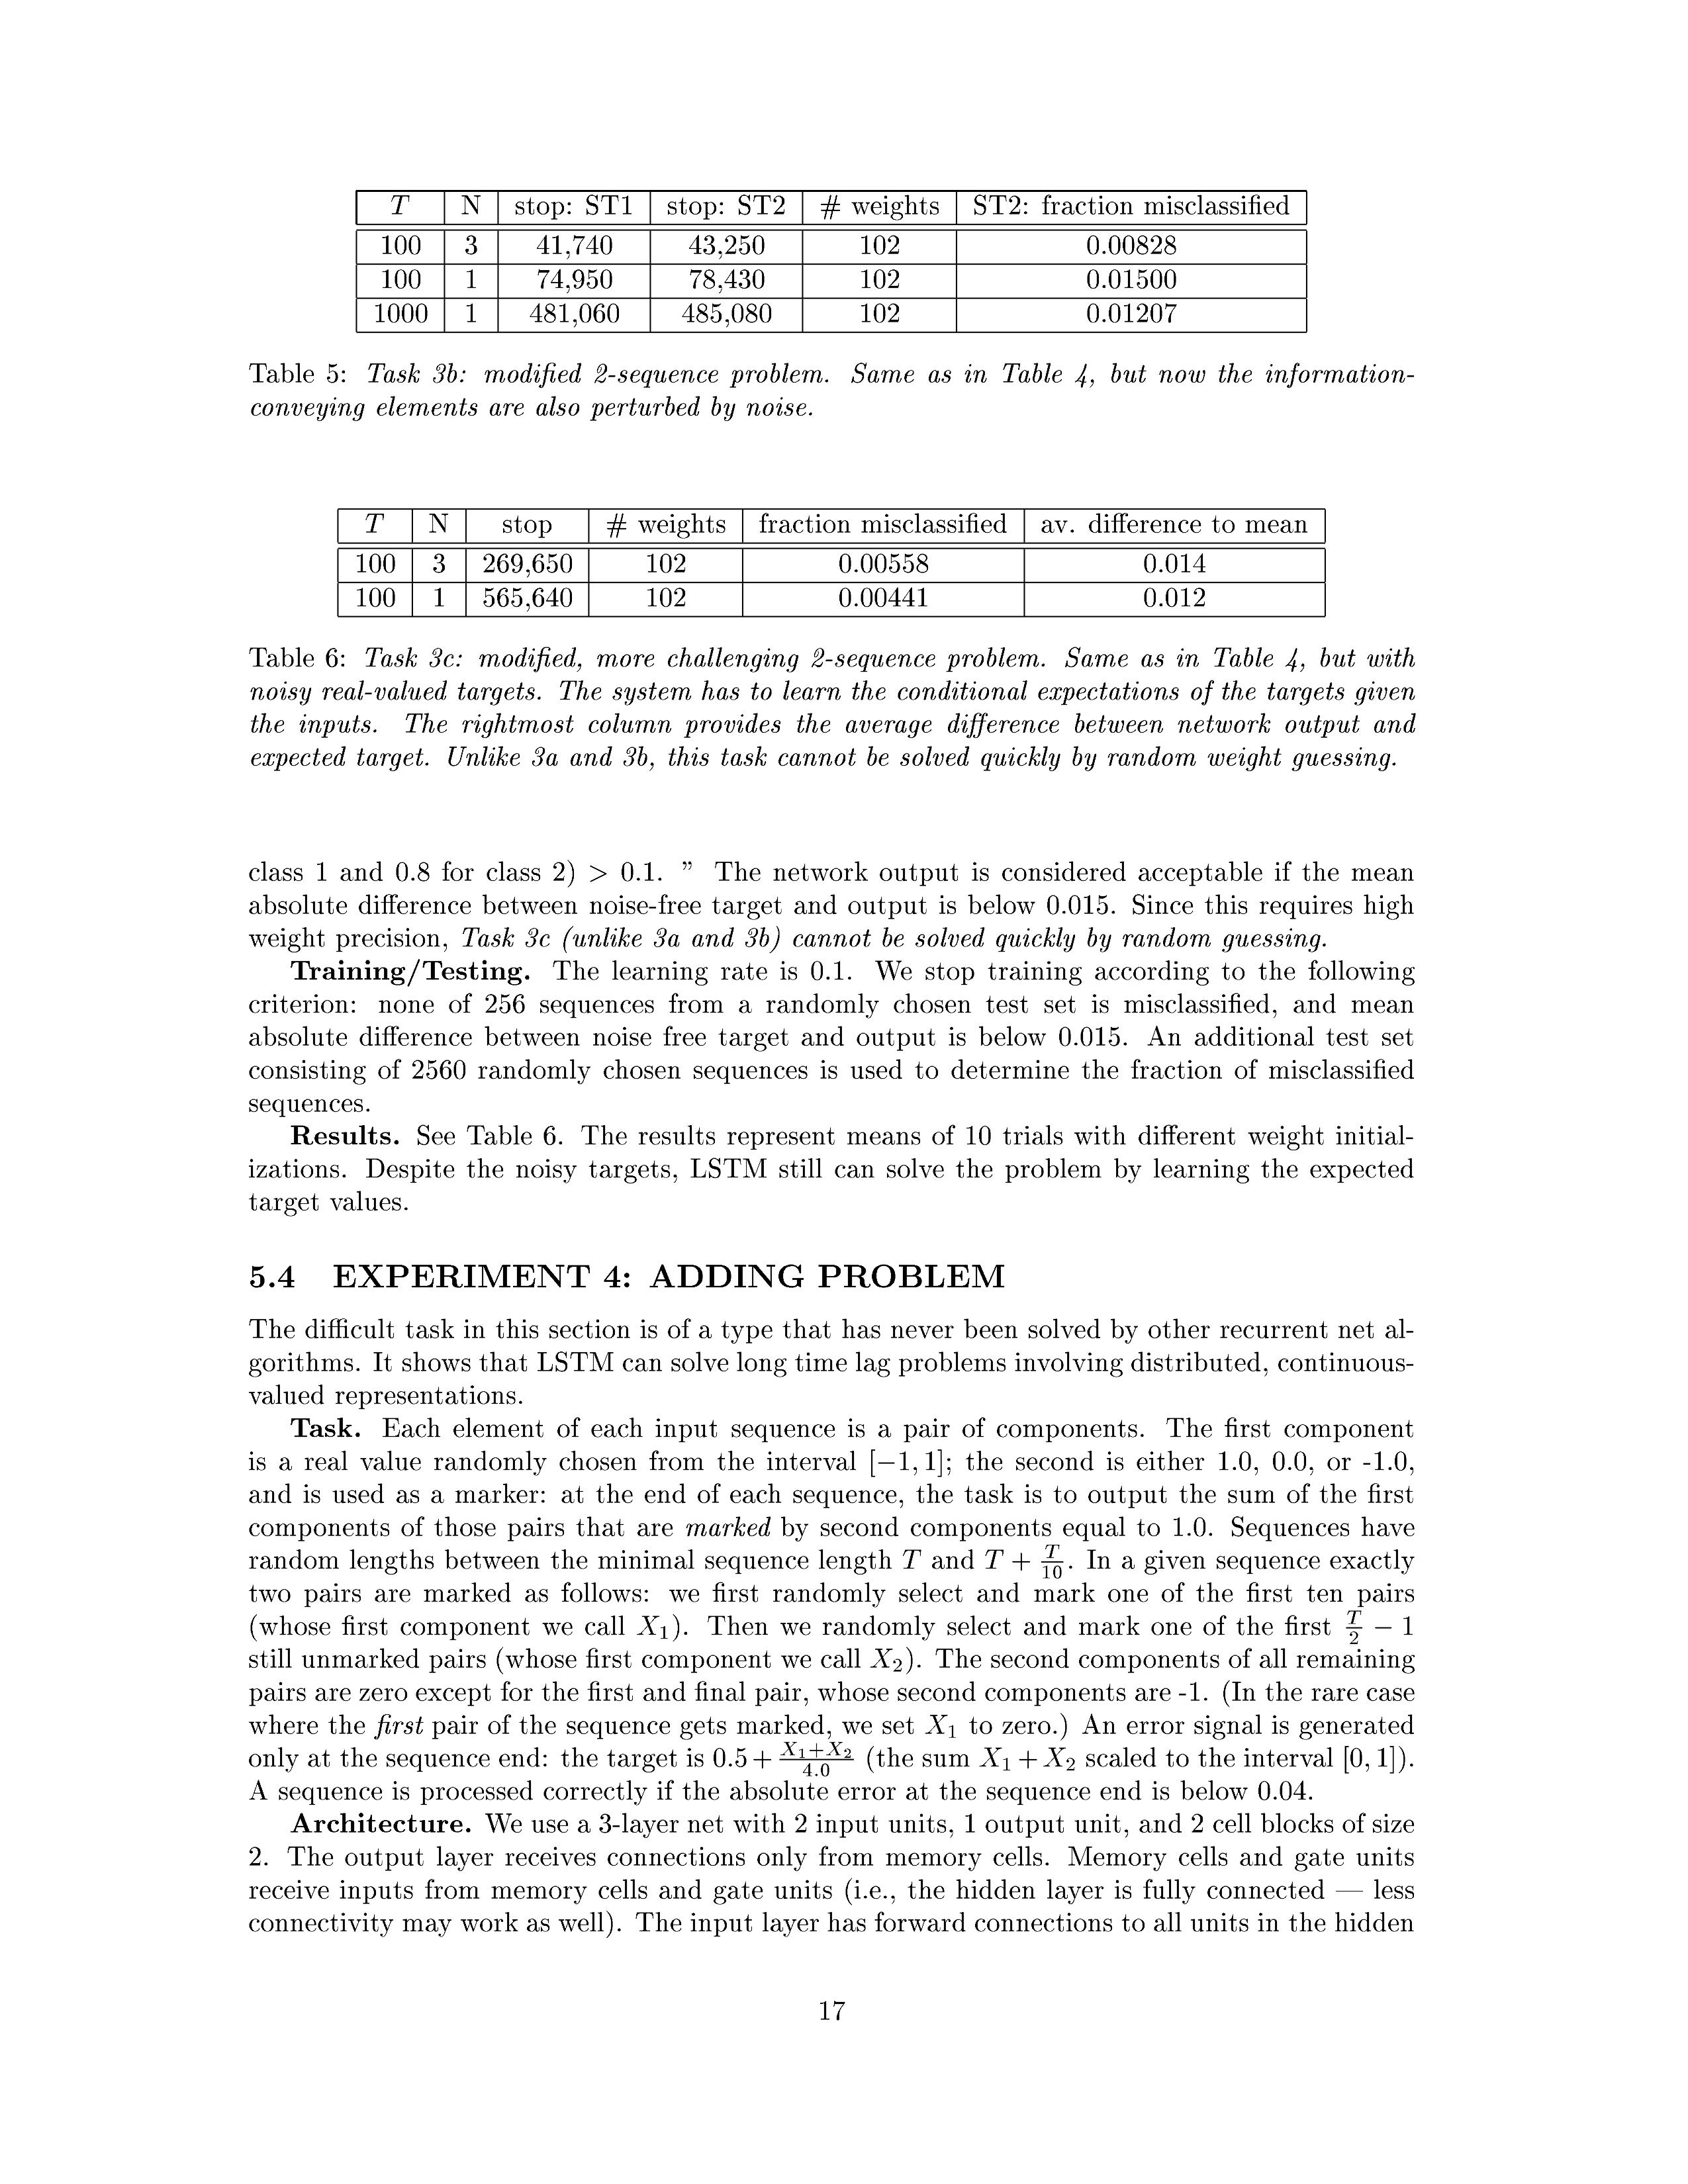 T N stop: ST1 stop: ST2 # weights ST2: fraction misclassified
100 3 41,740 43,250 102 0.00828
100 1 74,950 78,430 102 0.01500
1000 1 481,060 485,080 102 0.01207
Table 5: Task 3b: modified 2-sequence problem. Same as in Table 4, but now the information-
conveying elements are also perturbed by noise.
T N stop # weights fraction misclassified av. difference to mean
100 3 269,650 102 0.00558 0.014
100 1 565,640 102 0.00441 0.012
Table 6: Task 3c: modified, more challenging 2-sequence problem. Same as in Table 4, but with
noisy real-valued targets. The system has to learn the conditional expectations of the targets given
the inputs. The rightmost column provides the average difference between network output and
expected target. Unlike 3a and 3b, this task cannot be solved quickly by random weight guessing.
class 1 and 0.8 for class 2) > 0.1. ” The network output is considered acceptable if the mean
absolute difference between noise-free target and output is below 0.015. Since this requires high
weight precision, Task 3c (unlike 3a and 3b) cannot be solved quickly by random guessing.
Training/Testing. The learning rate is 0.1. We stop training according to the following
criterion: none of 256 sequences from a randomly chosen test set is misclassified, and mean
absolute difference between noise free target and output is below 0.015. An additional test set
consisting of 2560 randomly chosen sequences is used to determine the fraction of misclassified
sequences.
Results. See Table 6. The results represent means of 10 trials with different weight initial-
izations. Despite the noisy targets, LSTM still can solve the problem by learning the expected
target values.
5.4 EXPERIMENT 4: ADDING PROBLEM
The difficult task in this section is of a type that has never been solved by other recurrent net al-
gorithms. It shows that LSTM can solve long time lag problems involving distributed, continuous-
valued representations.
Task. Each element of each input sequence is a pair of components. The first component
is a real value randomly chosen from the interval [−1, 1]; the second is either 1.0, 0.0, or -1.0,
and is used as a marker: at the end of each sequence, the task is to output the sum of the first
components of those pairs that are marked by second components equal to 1.0. Sequences have
random lengths between the minimal sequence length T and T + T/10. In a given sequence exactly
two pairs are marked as follows: we first randomly select and mark one of the first ten pairs
(whose first component we call X₁). Then we randomly select and mark one of the first T/2 − 1
still unmarked pairs (whose first component we call X₂). The second components of all remaining
pairs are zero except for the first and final pair, whose second components are -1. (In the rare case
where the first pair of the sequence gets marked, we set X₁ to zero.) An error signal is generated
only at the sequence end: the target is 0.5 + (X₁+X₂)/4.0 (the sum X₁ + X₂ scaled to the interval [0, 1]).
A sequence is processed correctly if the absolute error at the sequence end is below 0.04.
Architecture. We use a 3-layer net with 2 input units, 1 output unit, and 2 cell blocks of size
2. The output layer receives connections only from memory cells. Memory cells and gate units
receive inputs from memory cells and gate units (i.e., the hidden layer is fully connected — less
connectivity may work as well). The input layer has forward connections to all units in the hidden
17